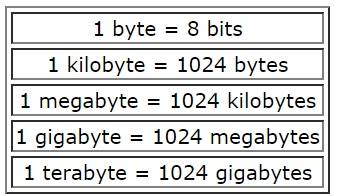 1 byte = 8 bits
1 kilobyte = 1024 bytes
1 megabyte = 1024 kilobytes
1 gigabyte = 1024 megabytes
1 terabyte = 1024 gigabytes